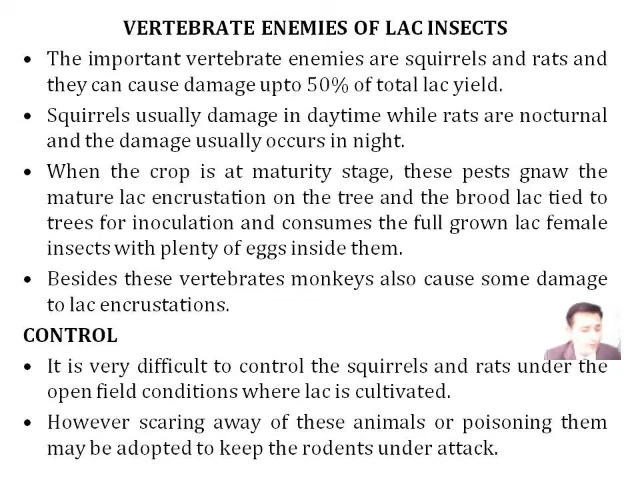 VERTEBRATE ENEMIES OF LAC INSECTS
• The important vertebrate enemies are squirrels and rats and
they can cause damage upto 50% of total lac yield.
• Squirrels usually damage in daytime while rats are nocturnal
and the damage usually occurs in night.
• When the crop is at maturity stage, these pests gnaw the
mature lac encrustation on the tree and the brood lac tied to
trees for inoculation and consumes the full grown lac female
insects with plenty of eggs inside them.
• Besides these vertebrates monkeys also cause some damage
to lac encrustations.
CONTROL
• It is very difficult to control the squirrels and rats under the
open field conditions where lac is cultivated.
• However scaring away of these animals or poisoning them
may be adopted to keep the rodents under attack.